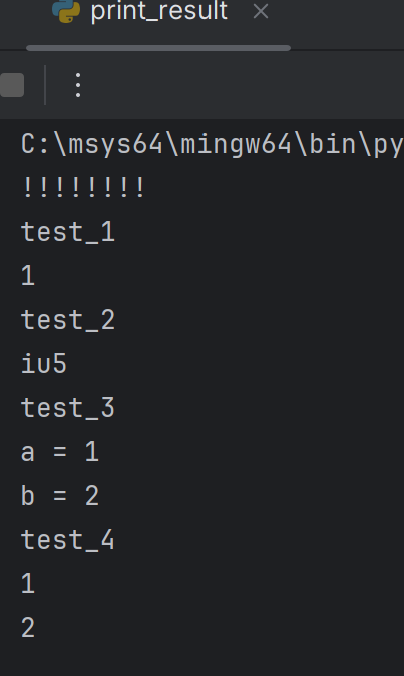 print_result
C:\msys64\mingw64\bin\py
!!!!!!!!
test_1
1
test_2
iu5
test_3
a = 1
b = 2
test_4
1
2